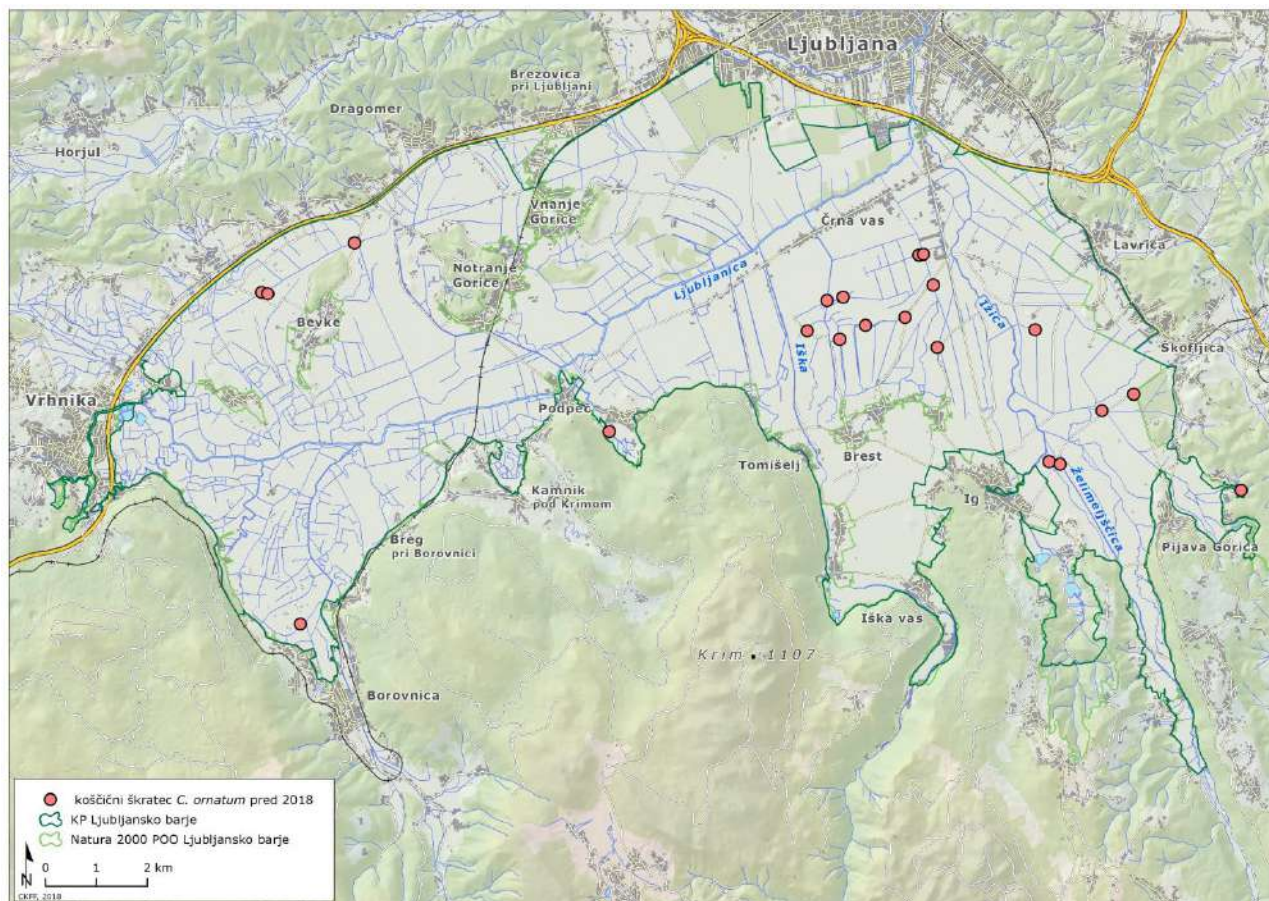 Ljubljana
Brezovica
pri Ljubljani
Dragomer
Horjul
Vnanje
Gorice
Črna vas
Lavrica
Notranje
Gorice
Ljubljanica
Bevke
Ižica
Iška
Škofljica
Vrhnika
Podpeč
Tomišelj
Brest
Ig
Kamnik
pod Krimom
Želimeljščica
Breg
pri Borovnici
Pijava Gorica
Iška vas
Krim • 1107
Borovnica
koščični škratec C. ornatum pred 2018
KP Ljubljansko barje
Natura 2000 POO Ljubljansko barje
N
0 1 2 km
CKFF, 2018